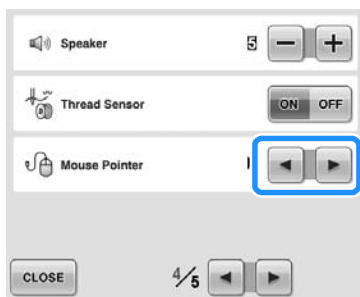 Speaker 5 − +
Thread Sensor ON OFF
Mouse Pointer
CLOSE 4/5